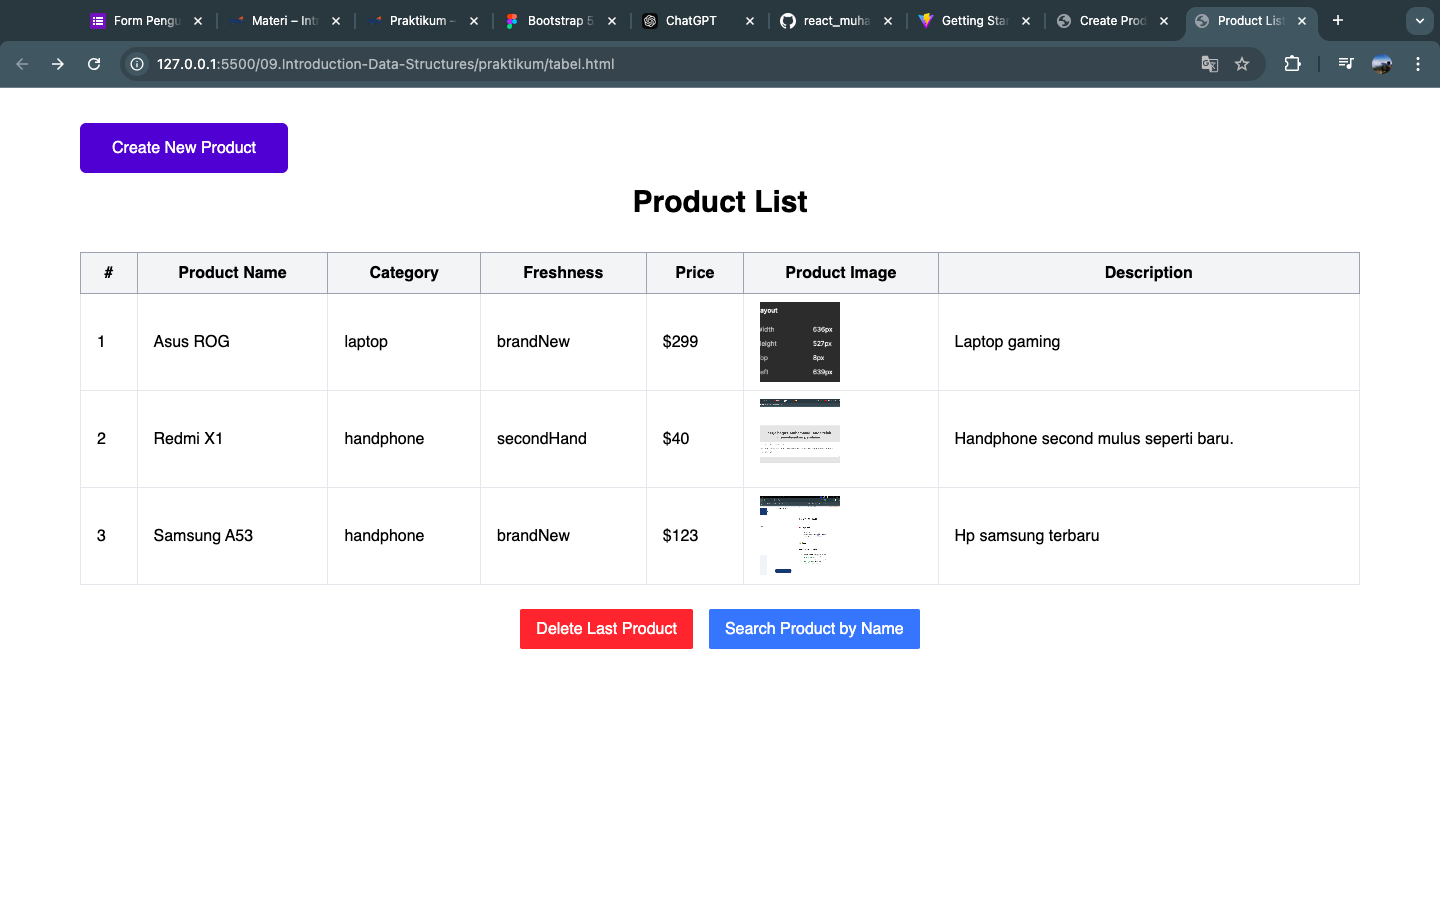 Form Pengu
Materi – Intr
Praktikum –
Bootstrap 5
ChatGPT
react_muha
Getting Star
Create Prod
Product List
127.0.0.1:5500/09.Introduction-Data-Structures/praktikum/tabel.html
Create New Product
Product List
# Product Name Category Freshness Price Product Image Description
1 Asus ROG laptop brandNew $299 Laptop gaming
ayout
Width 636px
Height 527px
op 8px
eft 639px
2 Redmi X1 handphone secondHand $40 Handphone second mulus seperti baru.
3 Samsung A53 handphone brandNew $123 Hp samsung terbaru
Delete Last Product Search Product by Name